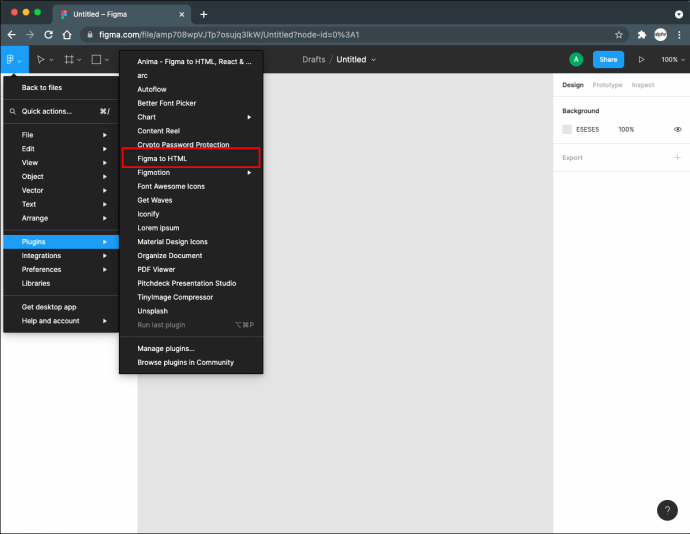 Untitled – Figma
figma.com/file/amp708wpVJTp7osujq3lkW/Untitled?node-id=0%3A1
alphr
Drafts / Untitled
A
Share
100%
Back to files
Quick actions... ⌘/
File
Edit
View
Object
Vector
Text
Arrange
Plugins
Integrations
Preferences
Libraries
Get desktop app
Help and account
Anima - Figma to HTML, React & ...
arc
Autoflow
Better Font Picker
Chart
Content Reel
Crypto Password Protection
Figma to HTML
Figmotion
Font Awesome Icons
Get Waves
Iconify
Lorem ipsum
Material Design Icons
Organize Document
PDF Viewer
Pitchdeck Presentation Studio
TinyImage Compressor
Unsplash
Run last plugin ⌥⌘P
Manage plugins...
Browse plugins in Community
Design Prototype Inspect
Background
E5E5E5 100%
Export
?